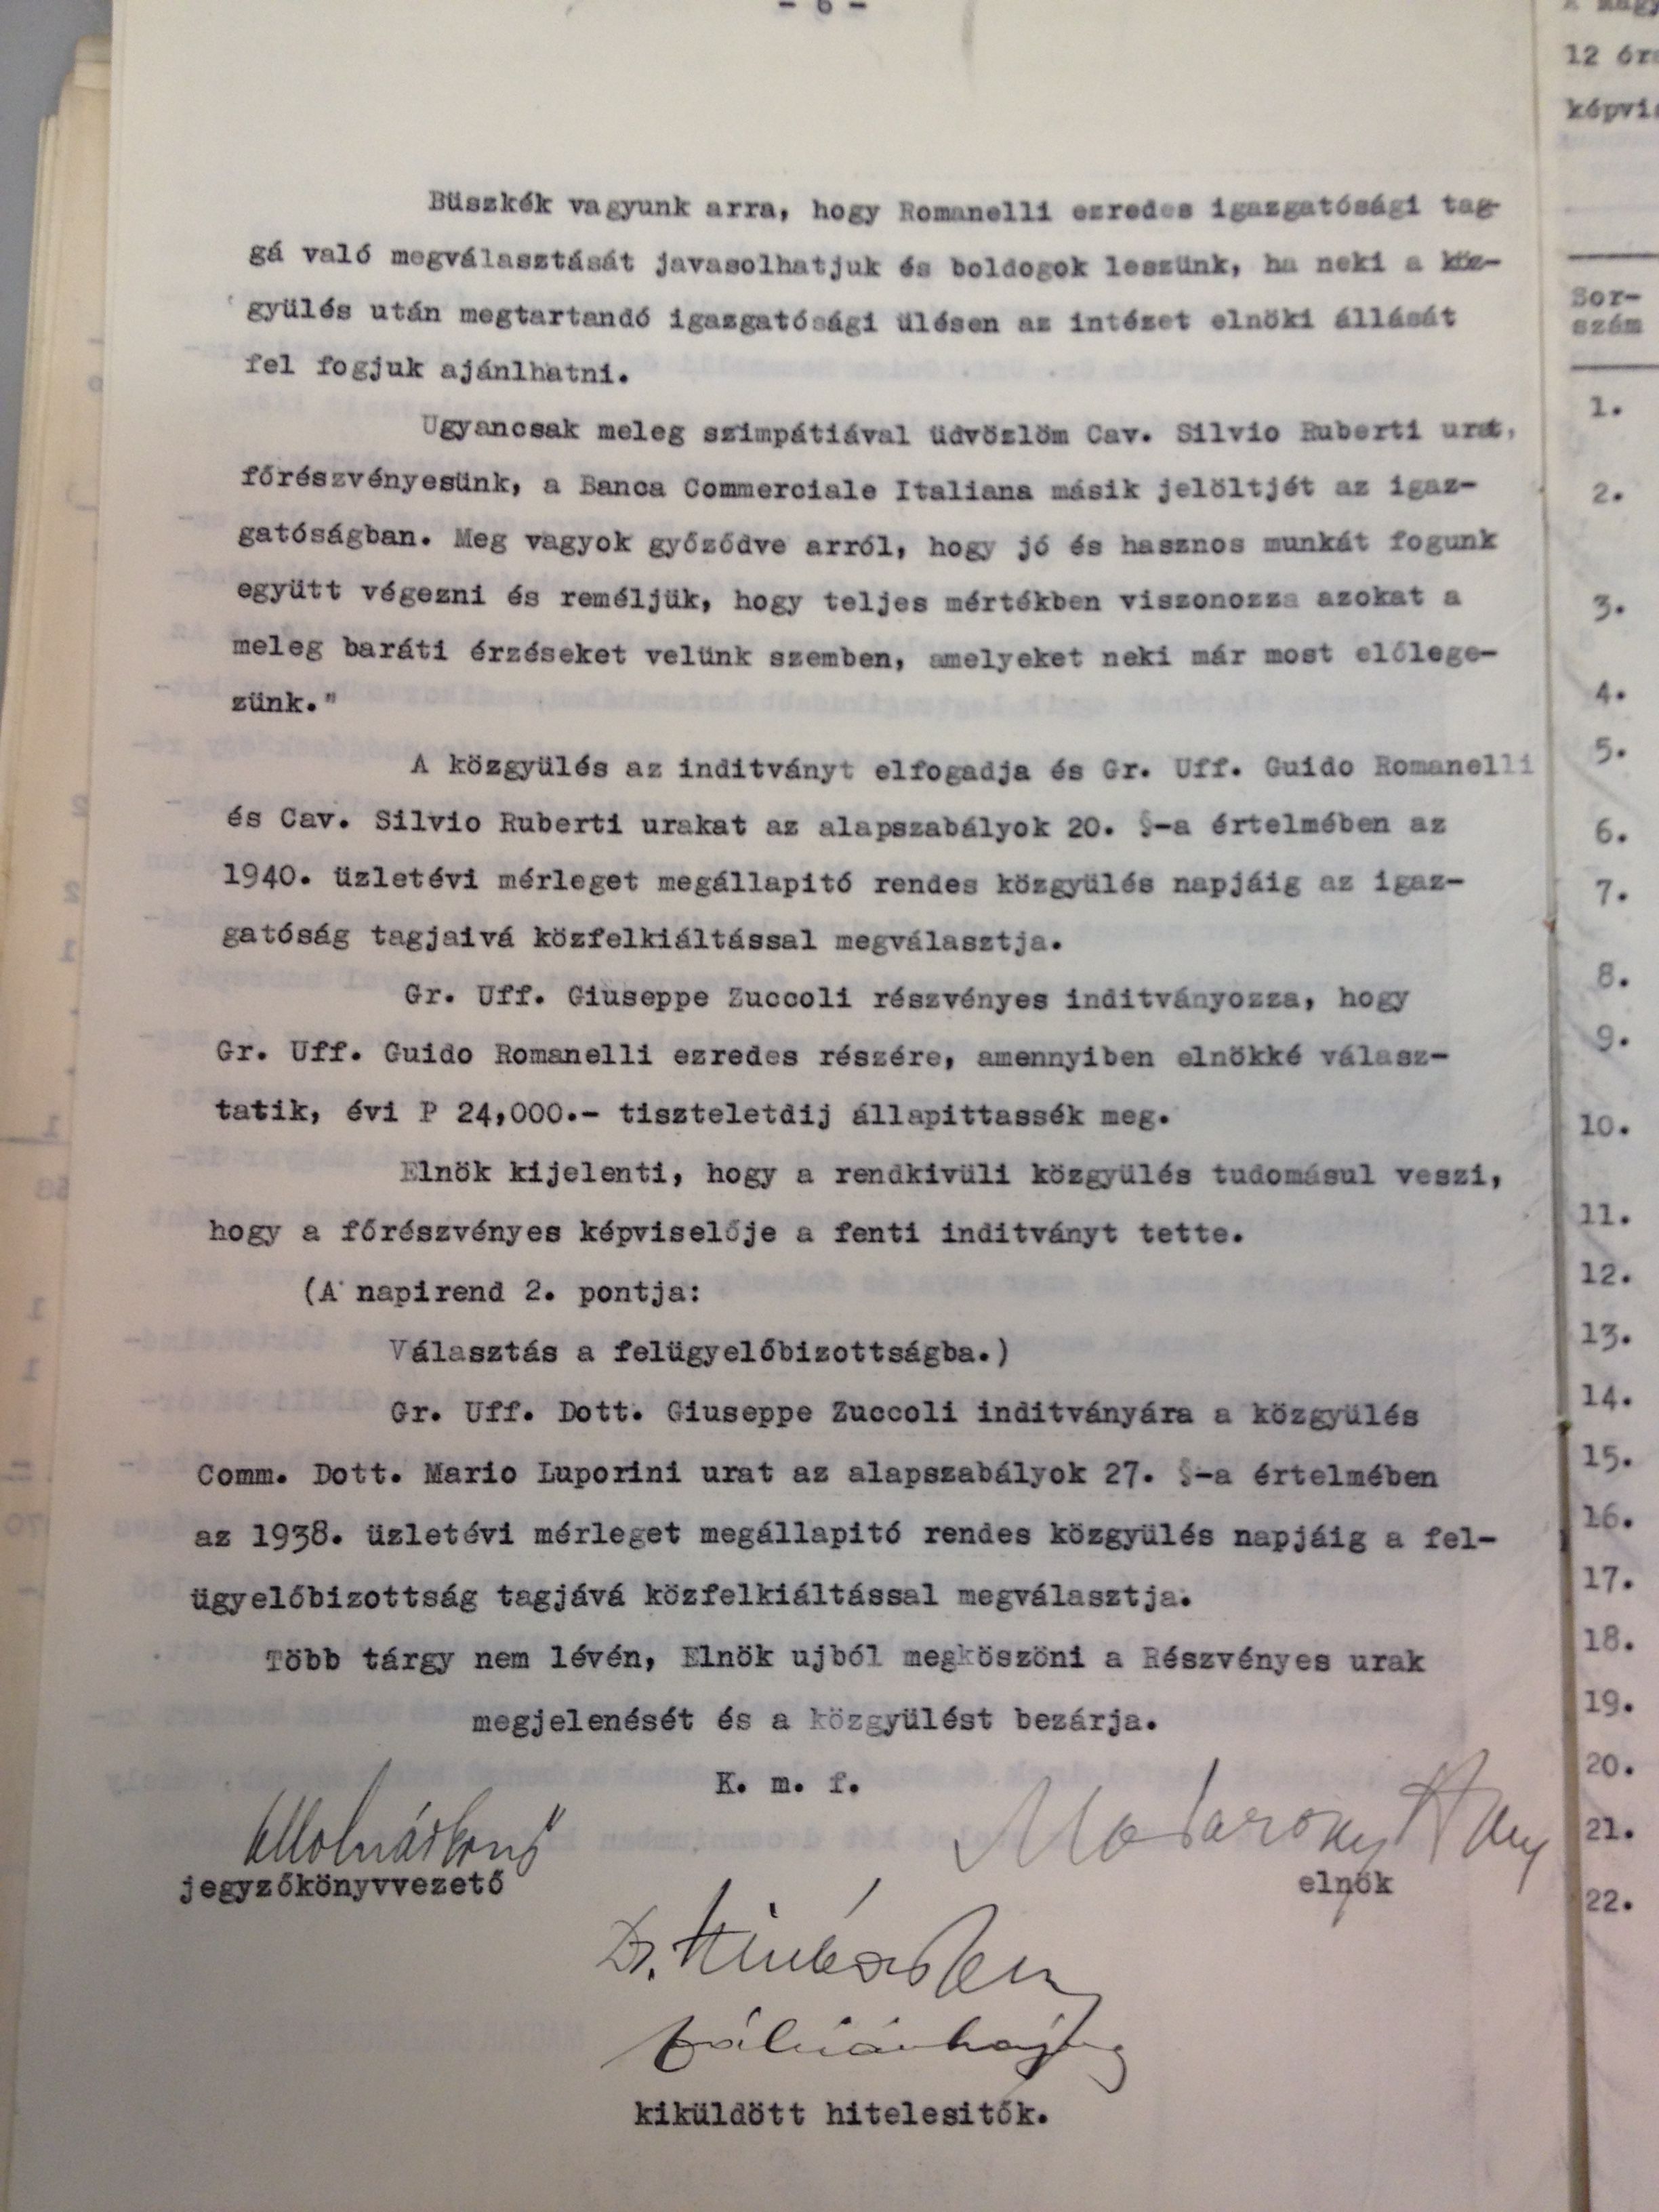 - 6 -
Büszkék vagyunk arra, hogy Romanelli ezredes igazgatósági tag-
gá való megválasztását javasolhatjuk és boldogok leszünk, ha neki a köz-
gyülés után megtartandó igazgatósági ülésen az intézet elnöki állását
fel fogjuk ajánlhatni.
Ugyancsak meleg szimpátiával üdvözlöm Cav. Silvio Ruberti urat,
főrészvényesünk, a Banca Commerciale Italiana másik jelöltjét az igaz-
gatóságban. Meg vagyok győződve arról, hogy jó és hasznos munkát fogunk
együtt végezni és reméljük, hogy teljes mértékben viszonozza azokat a
meleg baráti érzéseket velünk szemben, amelyeket neki már most előlege-
zünk."
A közgyülés az inditványt elfogadja és Gr. Uff. Guido Romanelli
és Cav. Silvio Ruberti urakat az alapszabályok 20. §-a értelmében az
1940. üzletévi mérleget megállapitó rendes közgyülés napjáig az igaz-
gatóság tagjaivá közfelkiáltással megválasztja.
Gr. Uff. Giuseppe Zuccoli részvényes inditványozza, hogy
Gr. Uff. Guido Romanelli ezredes részére, amennyiben elnökké válasz-
tatik, évi P 24,000.- tiszteletdij állapittassék meg.
Elnök kijelenti, hogy a rendkivüli közgyülés tudomásul veszi,
hogy a főrészvényes képviselője a fenti inditványt tette.
(A napirend 2. pontja:
Választás a felügyelőbizottságba.)
Gr. Uff. Dott. Giuseppe Zuccoli inditványára a közgyülés
Comm. Dott. Mario Luporini urat az alapszabályok 27. §-a értelmében
az 1938. üzletévi mérleget megállapitó rendes közgyülés napjáig a fel-
ügyelőbizottság tagjává közfelkiáltással megválasztja.
Több tárgy nem lévén, Elnök ujból megköszöni a Részvényes urak
megjelenését és a közgyülést bezárja.
K. m. f.
jegyzőkönyvvezető
elnök
Dr.
kiküldött hitelesitők.
12
Sor-
szám
1.
2.
3.
4.
5.
6.
7.
8.
9.
10.
11.
12.
13.
14.
15.
16.
17.
18.
19.
20.
21.
22.